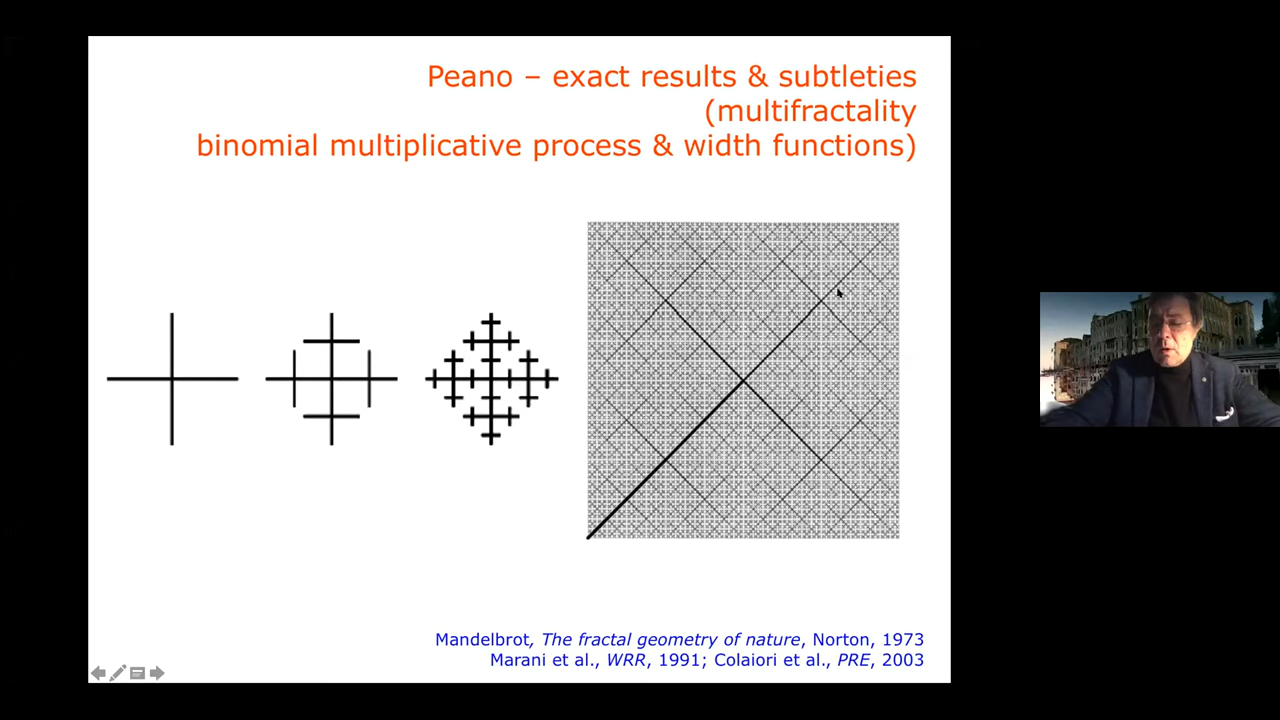 Peano – exact results & subtleties
(multifractality
binomial multiplicative process & width functions)
Mandelbrot, The fractal geometry of nature, Norton, 1973
Marani et al., WRR, 1991; Colaiori et al., PRE, 2003